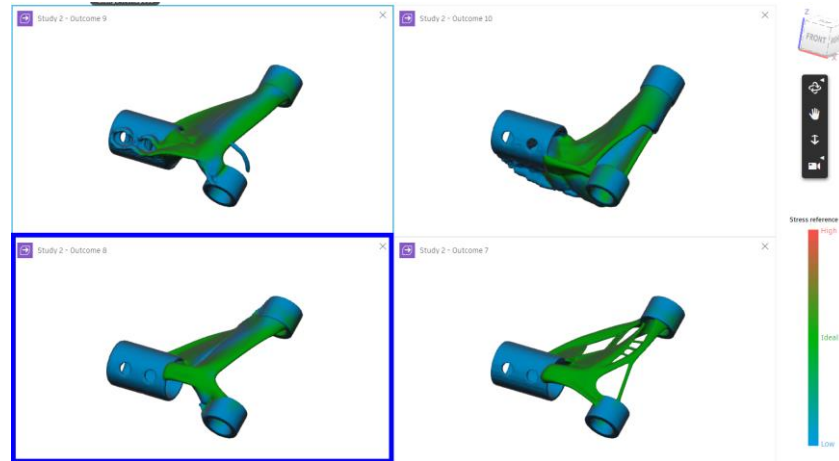 Study 2 - Outcome 9
Study 2 - Outcome 10
Z
FRONT
X
Study 2 - Outcome 8
Study 2 - Outcome 7
Stress reference
High
Ideal
Low